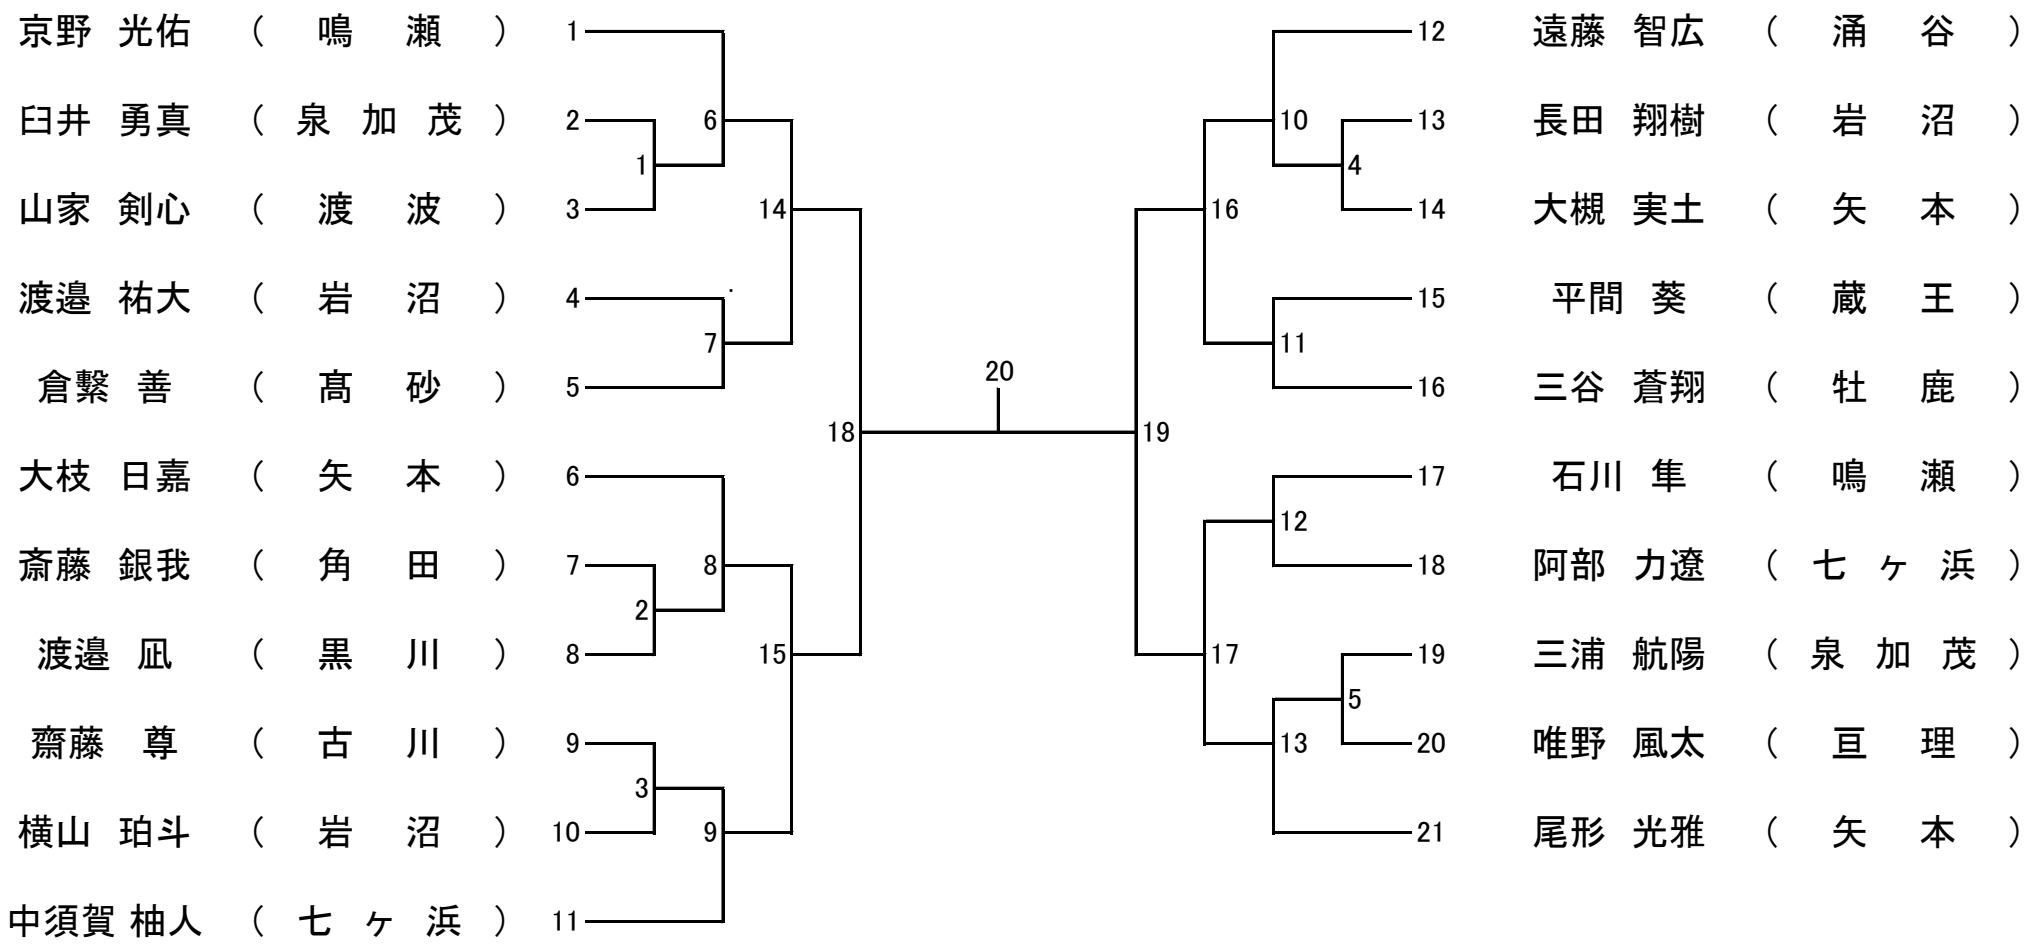 京野 光佑 ( 鳴 瀬 ) 1 12 遠藤 智広 ( 涌 谷 )
臼井 勇真 ( 泉 加 茂 ) 2 6 10 13 長田 翔樹 ( 岩 沼 )
1 4
山家 剣心 ( 渡 波 ) 3 14 16 14 大槻 実土 ( 矢 本 )
渡邉 祐大 ( 岩 沼 ) 4 15 平間 葵 ( 蔵 王 )
7 11
20
倉繫 善 ( 髙 砂 ) 5 16 三谷 蒼翔 ( 牡 鹿 )
18 19
大枝 日嘉 ( 矢 本 ) 6 17 石川 隼 ( 鳴 瀬 )
12
斎藤 銀我 ( 角 田 ) 7 8 18 阿部 力遼 ( 七 ヶ 浜 )
2
渡邉 凪 ( 黒 川 ) 8 15 17 19 三浦 航陽 ( 泉 加 茂 )
5
齋藤 尊 ( 古 川 ) 9 13 20 唯野 風太 ( 亘 理 )
3
横山 珀斗 ( 岩 沼 ) 10 9 21 尾形 光雅 ( 矢 本 )
中須賀 柚人 ( 七 ヶ 浜 ) 11